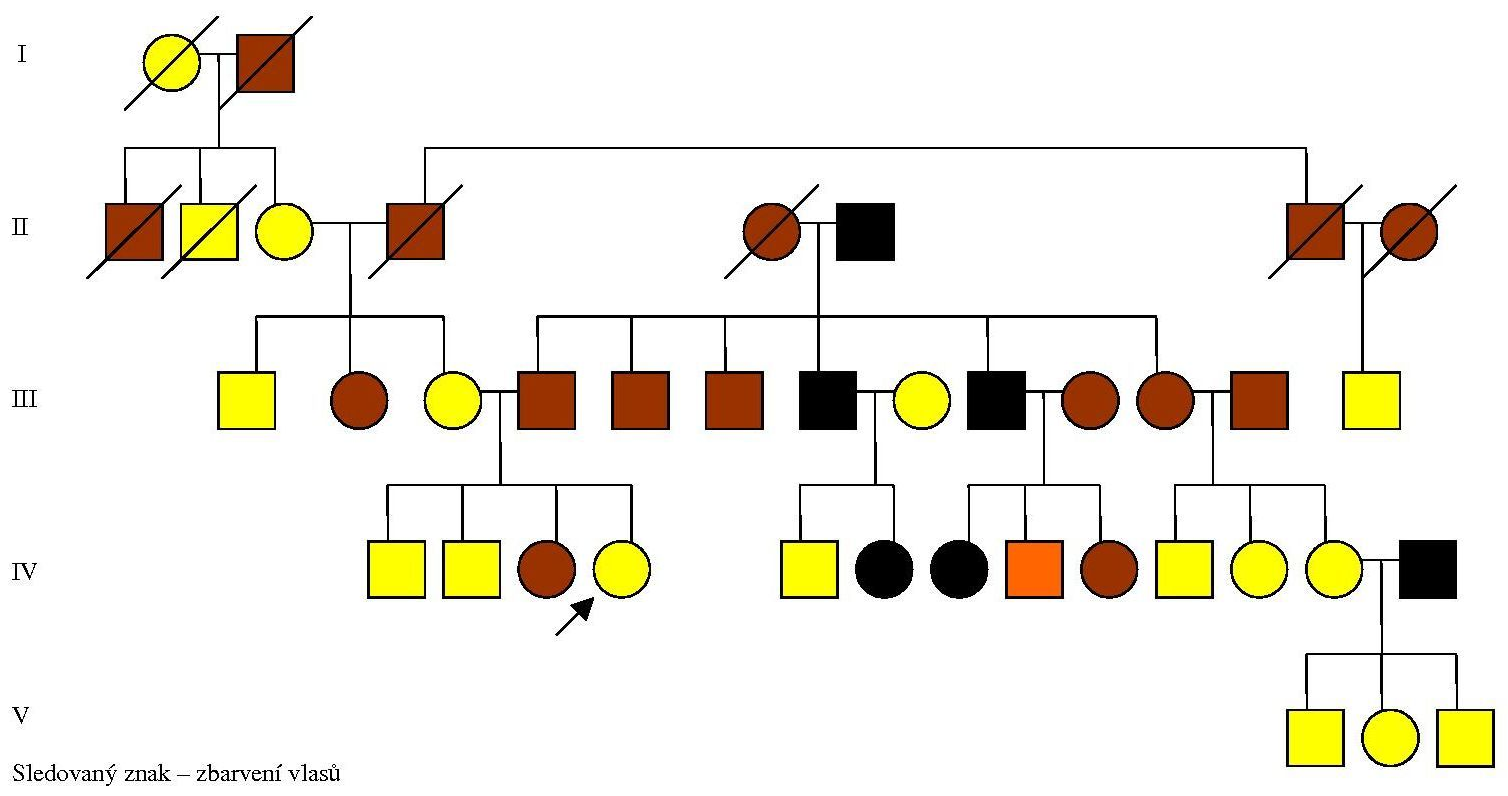 I
II
III
IV
V
Sledovaný znak – zbarvení vlasů